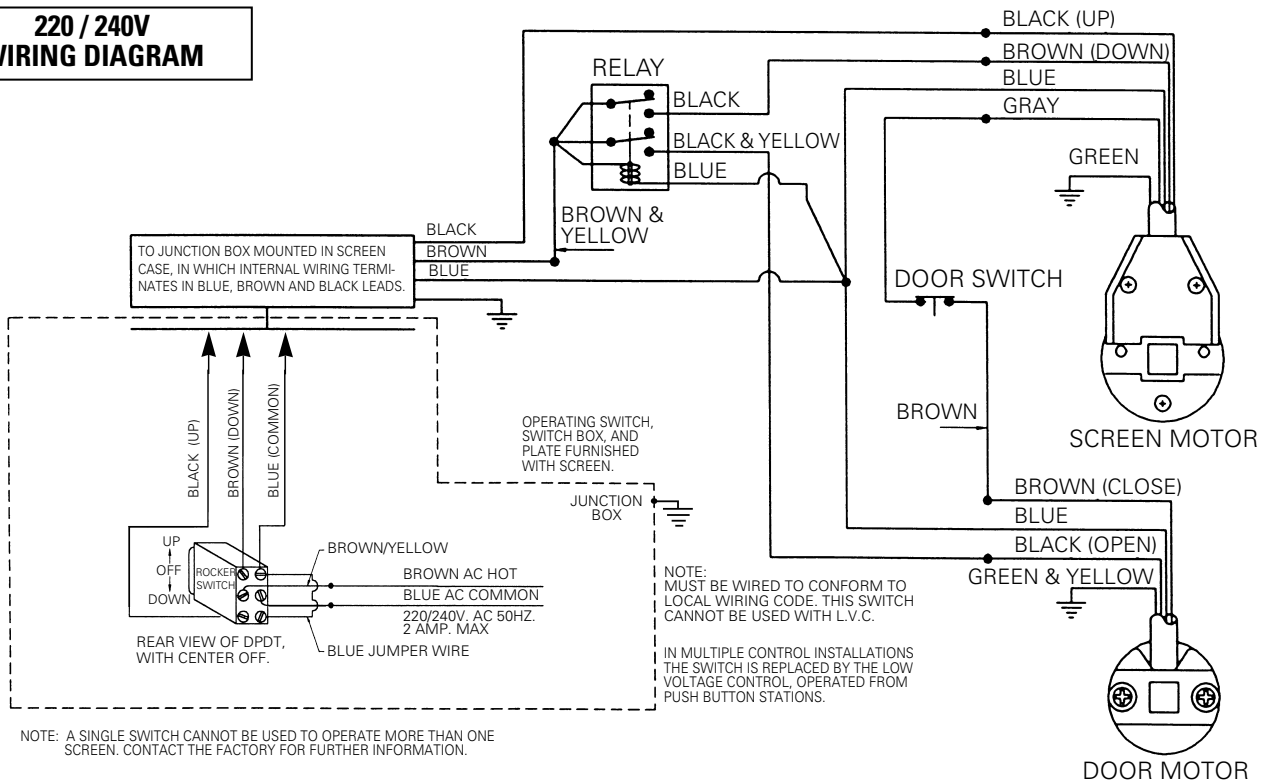 220 / 240V
WIRING DIAGRAM
BLACK (UP)
BROWN (DOWN)
BLUE
GRAY
GREEN
RELAY
BLACK
BLACK & YELLOW
BLUE
BROWN &
YELLOW
BLACK
BROWN
BLUE
TO JUNCTION BOX MOUNTED IN SCREEN
CASE, IN WHICH INTERNAL WIRING TERMI-
NATES IN BLUE, BROWN AND BLACK LEADS.
DOOR SWITCH
BROWN
SCREEN MOTOR
BLACK (UP)
BROWN (DOWN)
BLUE (COMMON)
OPERATING SWITCH,
SWITCH BOX, AND
PLATE FURNISHED
WITH SCREEN.
JUNCTION
BOX
BROWN (CLOSE)
BLUE
BLACK (OPEN)
GREEN & YELLOW
UP
OFF
DOWN
ROCKER
SWITCH
BROWN/YELLOW
BROWN AC HOT
BLUE AC COMMON
220/240V. AC 50HZ.
2 AMP. MAX
BLUE JUMPER WIRE
REAR VIEW OF DPDT,
WITH CENTER OFF.
NOTE:
MUST BE WIRED TO CONFORM TO
LOCAL WIRING CODE. THIS SWITCH
CANNOT BE USED WITH L.V.C.
IN MULTIPLE CONTROL INSTALLATIONS
THE SWITCH IS REPLACED BY THE LOW
VOLTAGE CONTROL, OPERATED FROM
PUSH BUTTON STATIONS.
NOTE: A SINGLE SWITCH CANNOT BE USED TO OPERATE MORE THAN ONE
SCREEN. CONTACT THE FACTORY FOR FURTHER INFORMATION.
DOOR MOTOR